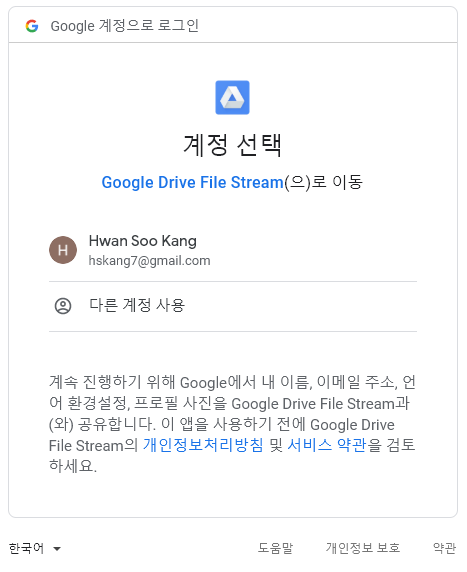 Google 계정으로 로그인
계정 선택
Google Drive File Stream(으)로 이동
H
Hwan Soo Kang
hskang7@gmail.com
다른 계정 사용
계속 진행하기 위해 Google에서 내 이름, 이메일 주소, 언
어 환경설정, 프로필 사진을 Google Drive File Stream과
(와) 공유합니다. 이 앱을 사용하기 전에 Google Drive
File Stream의 개인정보처리방침 및 서비스 약관을 검토
하세요.
한국어 도움말 개인정보 보호 약관